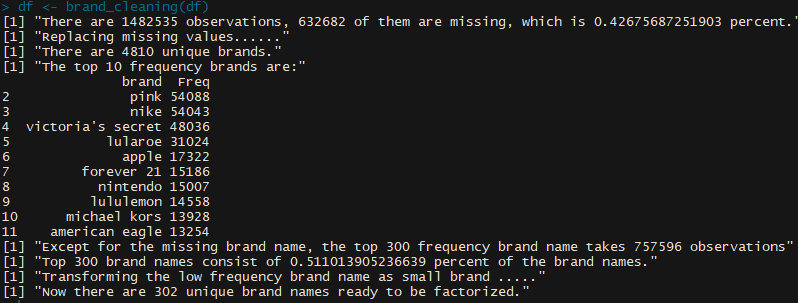 > df <- brand_cleaning(df)
[1] "There are 1482535 observations, 632682 of them are missing, which is 0.42675687251903 percent."
[1] "Replacing missing values......"
[1] "There are 4810 unique brands."
[1] "The top 10 frequency brands are:"
brand Freq
2 pink 54088
3 nike 54043
4 victoria's secret 48036
5 lularoe 31024
6 apple 17322
7 forever 21 15186
8 nintendo 15007
9 lululemon 14558
10 michael kors 13928
11 american eagle 13254
[1] "Except for the missing brand name, the top 300 frequency brand name takes 757596 observations"
[1] "Top 300 brand names consist of 0.511013905236639 percent of the brand names."
[1] "Transforming the low frequency brand name as small brand ....."
[1] "Now there are 302 unique brand names ready to be factorized."